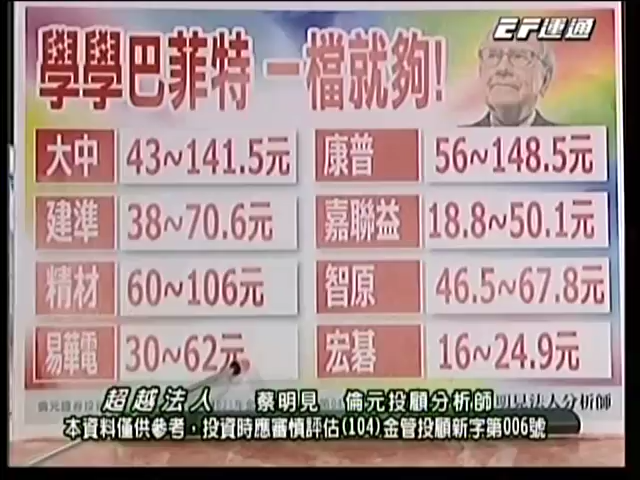 EF運通
學學巴菲特 一檔就夠!
大中 43~141.5元 康普 56~148.5元
建準 38~70.6元 嘉聯益 18.8~50.1元
精材 60~106元 智原 46.5~67.8元
易華電 30~62元 宏碁 16~24.9元
超越法人 蔡明見 倫元投顧分析師
本資料僅供參考,投資時應審慎評估(104)金管投顧新字第006號